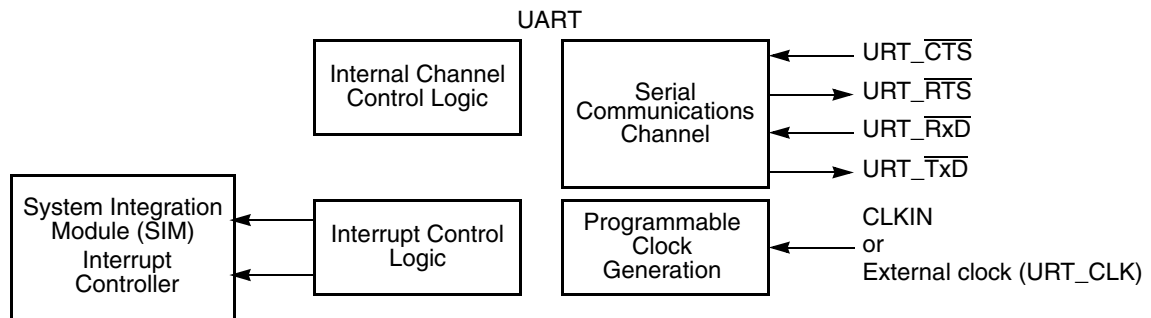 UART
Internal Channel
Control Logic
Serial
Communications
Channel
URT_CTS
URT_RTS
URT_RxD
URT_TxD
System Integration
Module (SIM)
Interrupt
Controller
Interrupt Control
Logic
Programmable
Clock
Generation
CLKIN
or
External clock (URT_CLK)